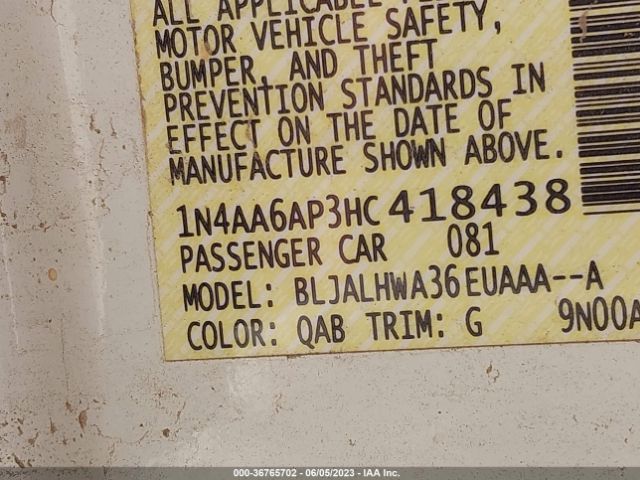 ALL APPLICABLE
MOTOR VEHICLE SAFETY,
BUMPER, AND THEFT
PREVENTION STANDARDS IN
EFFECT ON THE DATE OF
MANUFACTURE SHOWN ABOVE.
1N4AA6AP3HC418438
PASSENGER CAR 081
MODEL: BLJALHWA36EUAAA--A
COLOR: QAB TRIM: G 9N00A
000-36765702 - 06/05/2023 - IAA Inc.